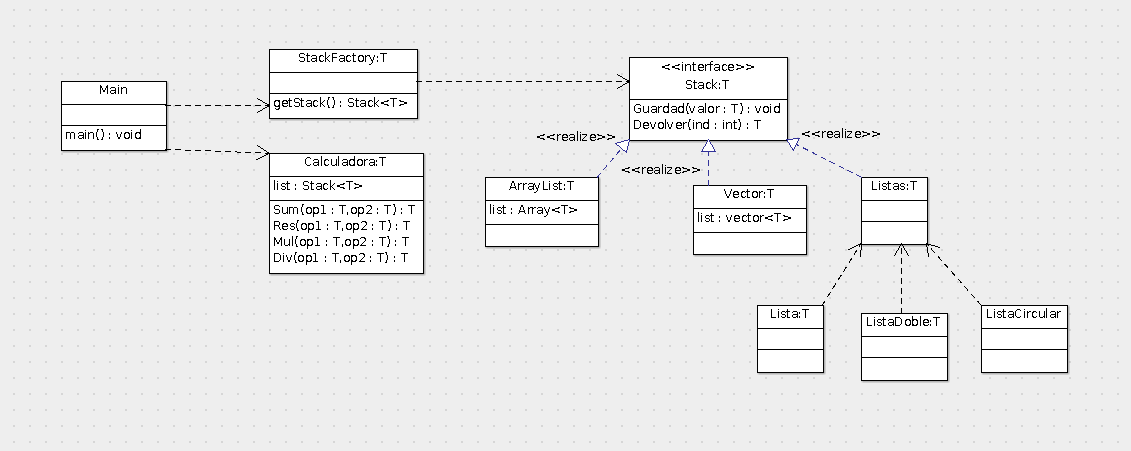 Main
main() : void
StackFactory:T
getStack() : Stack<T>
Calculadora:T
list : Stack<T>
Sum(op1 : T,op2 : T) : T
Res(op1 : T,op2 : T) : T
Mul(op1 : T,op2 : T) : T
Div(op1 : T,op2 : T) : T
<<interface>>
Stack:T
Guardad(valor : T) : void
Devolver(ind : int) : T
<<realize>>
<<realize>>
<<realize>>
ArrayList:T
list : Array<T>
Vector:T
list : vector<T>
Listas:T
Lista:T
ListaDoble:T
ListaCircular